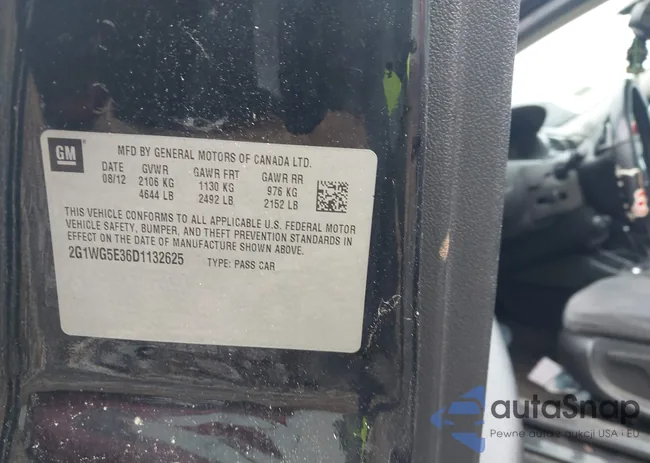 GM
MFD BY GENERAL MOTORS OF CANADA LTD.
DATE GVWR GAWR FRT GAWR RR
08/12 2106 KG 1130 KG 976 KG
4644 LB 2492 LB 2152 LB
THIS VEHICLE CONFORMS TO ALL APPLICABLE U.S. FEDERAL MOTOR
VEHICLE SAFETY, BUMPER, AND THEFT PREVENTION STANDARDS IN
EFFECT ON THE DATE OF MANUFACTURE SHOWN ABOVE.
2G1WG5E36D1132625 TYPE: PASS CAR
autoSnap
Pewne auta z aukcji USA i EU